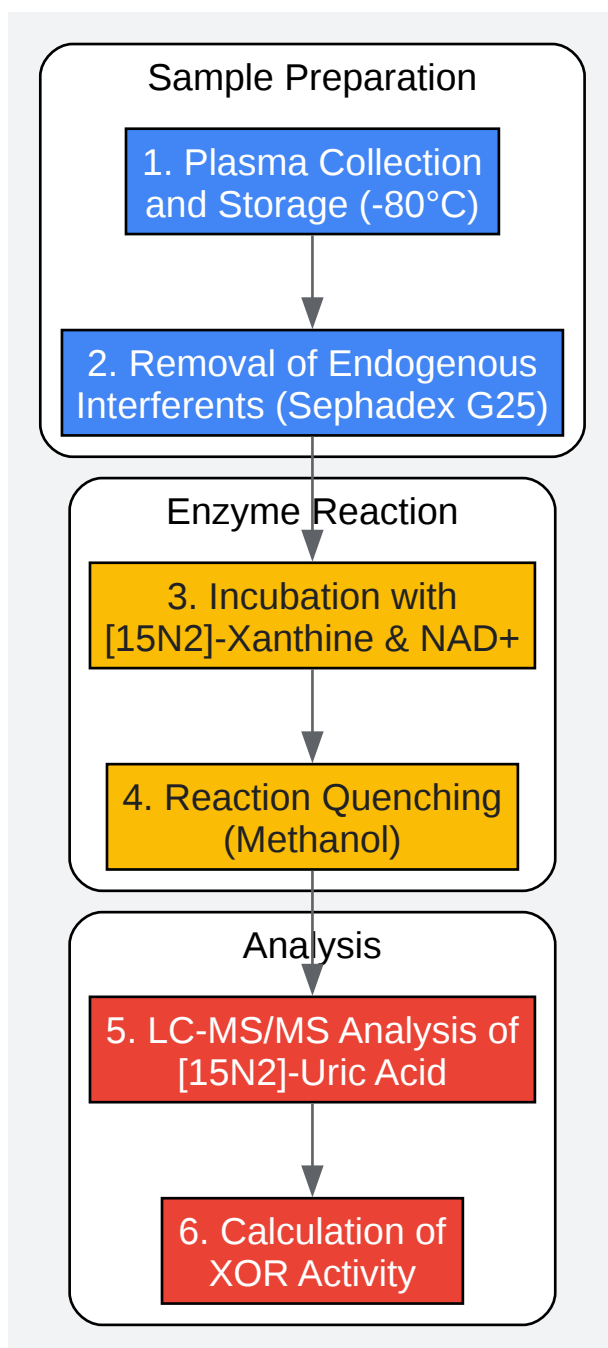 Sample Preparation
1. Plasma Collection
and Storage (-80°C)
2. Removal of Endogenous
Interferents (Sephadex G25)
Enzyme Reaction
3. Incubation with
[15N2]-Xanthine & NAD+
4. Reaction Quenching
(Methanol)
Analysis
5. LC-MS/MS Analysis of
[15N2]-Uric Acid
6. Calculation of
XOR Activity